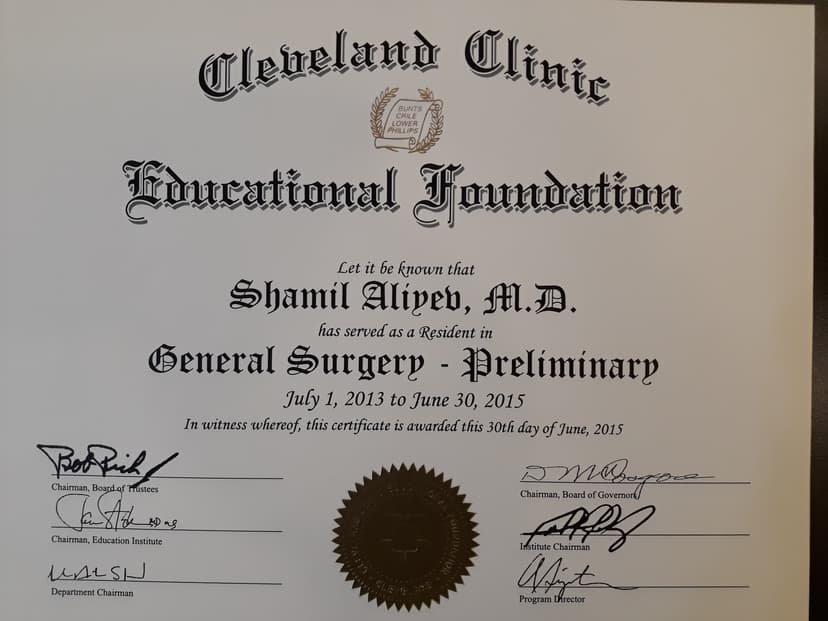 Cleveland Clinic
BUNTS
CRILE
LOWER
PHILLIPS
Educational Foundation
Let it be known that
Shamil Aliyev, M.D.
has served as a Resident in
General Surgery - Preliminary
July 1, 2013 to June 30, 2015
In witness whereof, this certificate is awarded this 30th day of June, 2015
Bob Rich
Chairman, Board of Trustees
Chairman, Board of Governors
Chairman, Education Institute
Institute Chairman
WALSH
Department Chairman
Program Director